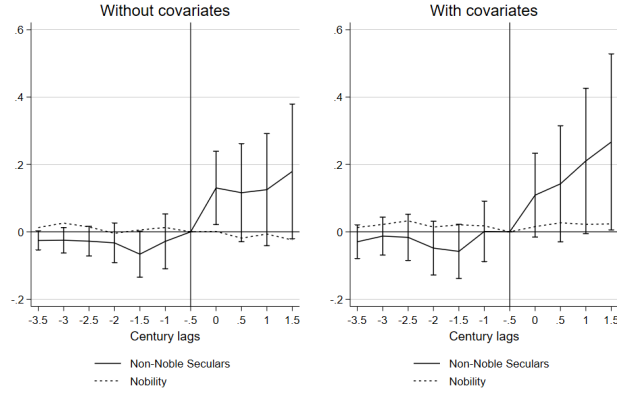 Without covariates
.6
.4
.2
0
-.2
-3.5 -3 -2.5 -2 -1.5 -1 -.5 0 .5 1 1.5
Century lags
Non-Noble Seculars
Nobility
With covariates
.6
.4
.2
0
-.2
-3.5 -3 -2.5 -2 -1.5 -1 -.5 0 .5 1 1.5
Century lags
Non-Noble Seculars
Nobility